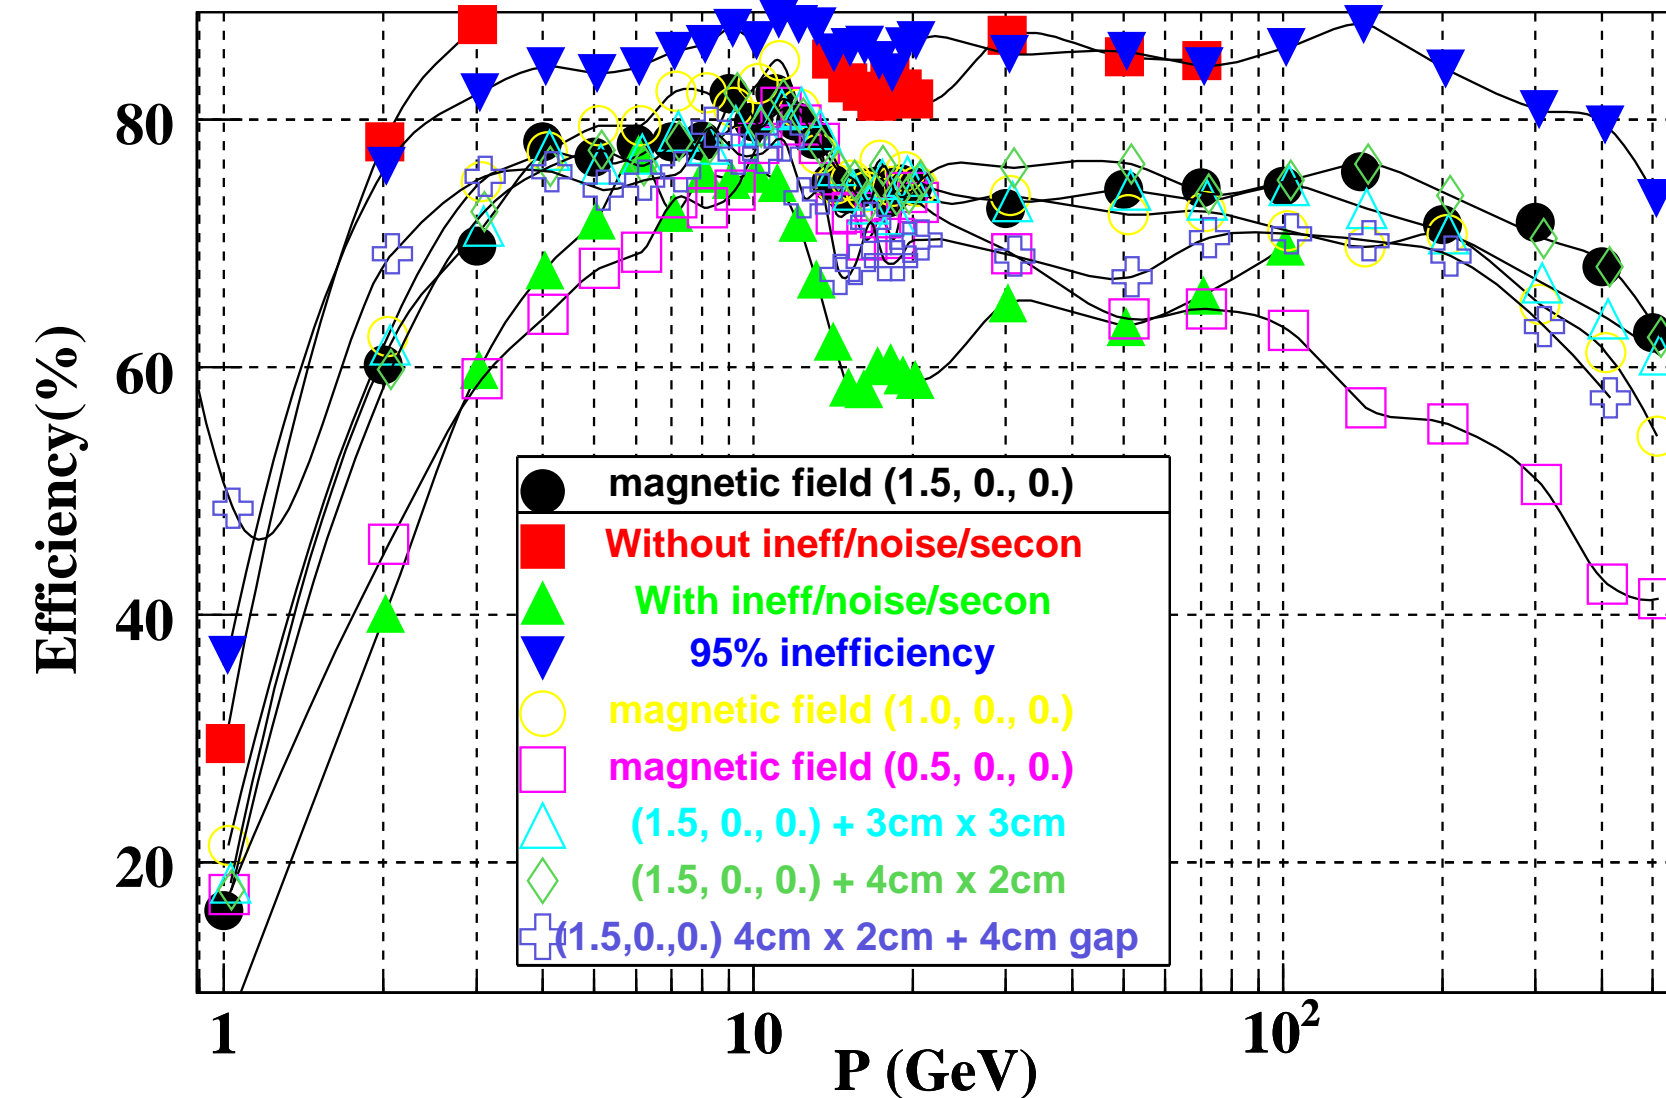 Efficiency(%)
80
60
40
20
magnetic field (1.5, 0., 0.)
Without ineff/noise/secon
With ineff/noise/secon
95% inefficiency
magnetic field (1.0, 0., 0.)
magnetic field (0.5, 0., 0.)
(1.5, 0., 0.) + 3cm x 3cm
(1.5, 0., 0.) + 4cm x 2cm
(1.5,0.,0.) 4cm x 2cm + 4cm gap
1 10 10²
P (GeV)